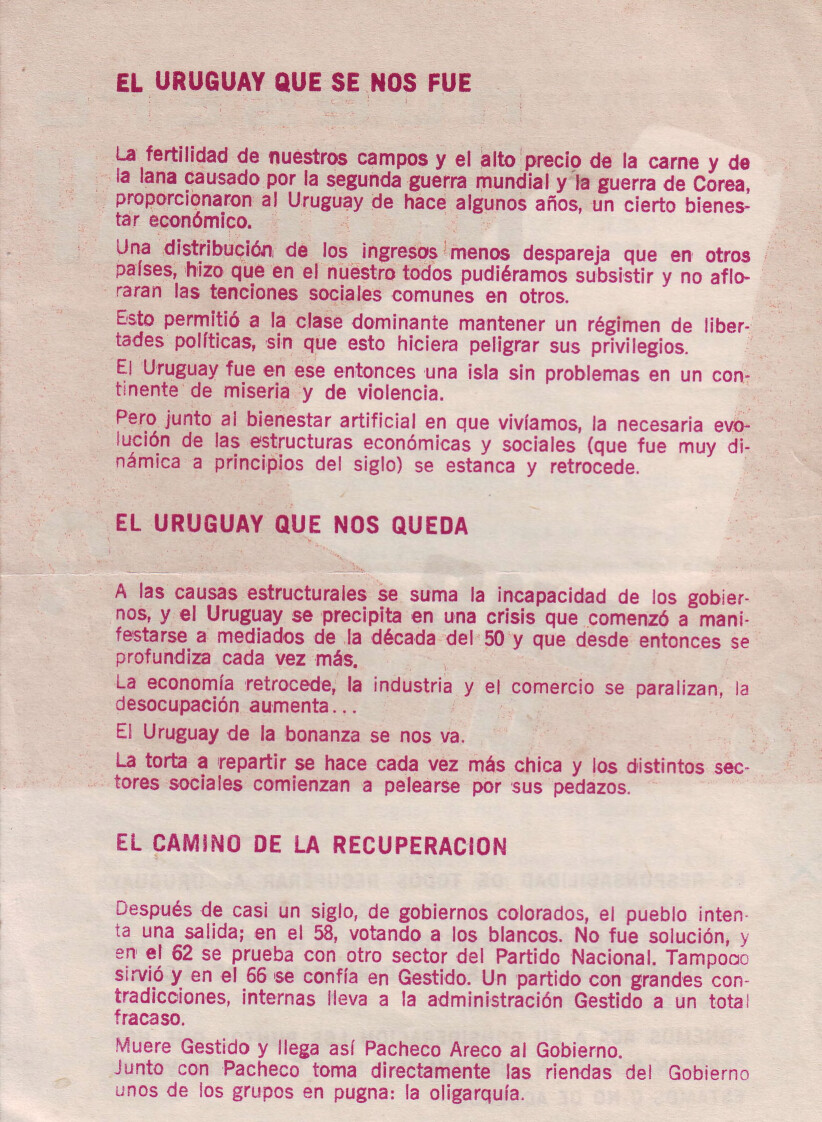 EL URUGUAY QUE SE NOS FUE
La fertilidad de nuestros campos y el alto precio de la carne y de
la lana causado por la segunda guerra mundial y la guerra de Corea,
proporcionaron al Uruguay de hace algunos años, un cierto bienes-
tar económico.
Una distribución de los ingresos menos despareja que en otros
países, hizo que en el nuestro todos pudiéramos subsistir y no aflo-
raran las tenciones sociales comunes en otros.
Esto permitió a la clase dominante mantener un régimen de liber-
tades políticas, sin que esto hiciera peligrar sus privilegios.
El Uruguay fue en ese entonces una isla sin problemas en un con-
tinente de miseria y de violencia.
Pero junto al bienestar artificial en que vivíamos, la necesaria evo-
lución de las estructuras económicas y sociales (que fue muy di-
námica a principios del siglo) se estanca y retrocede.
EL URUGUAY QUE NOS QUEDA
A las causas estructurales se suma la incapacidad de los gobier-
nos, y el Uruguay se precipita en una crisis que comenzó a mani-
festarse a mediados de la década del 50 y que desde entonces se
profundiza cada vez más.
La economía retrocede, la industria y el comercio se paralizan, la
desocupación aumenta...
El Uruguay de la bonanza se nos va.
La torta a repartir se hace cada vez más chica y los distintos sec-
tores sociales comienzan a pelearse por sus pedazos.
EL CAMINO DE LA RECUPERACION
Después de casi un siglo, de gobiernos colorados, el pueblo inten-
ta una salida; en el 58, votando a los blancos. No fue solución, y
en el 62 se prueba con otro sector del Partido Nacional. Tampoco
sirvió y en el 66 se confía en Gestido. Un partido con grandes con-
tradicciones, internas lleva a la administración Gestido a un total
fracaso.
Muere Gestido y llega así Pacheco Areco al Gobierno.
Junto con Pacheco toma directamente las riendas del Gobierno
unos de los grupos en pugna: la oligarquía.